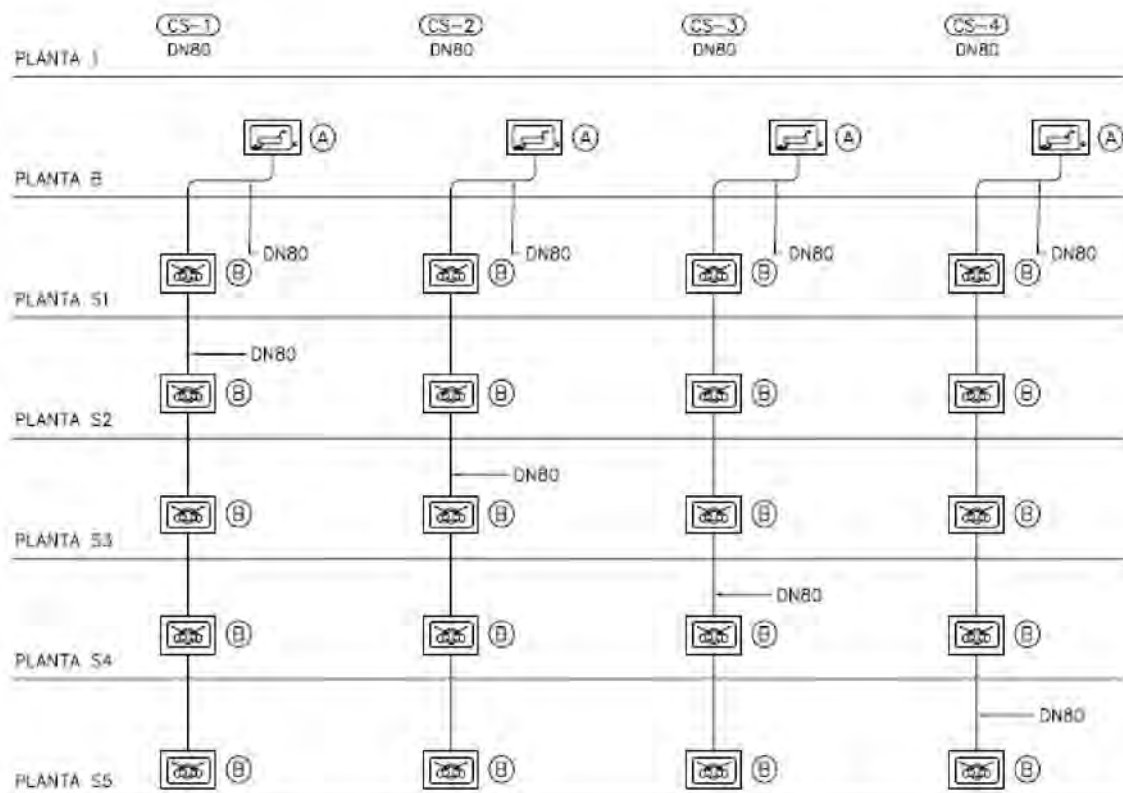 CS-1 CS-2 CS-3 CS-4
DN80 DN80 DN80 DN80
PLANTA 1
A A A A
PLANTA B
DN80 DN80 DN80 DN80
B B B B
PLANTA S1
DN80
B B B B
PLANTA S2
DN80
B B B B
PLANTA S3
DN80
B B B B
PLANTA S4
DN80
B B B B
PLANTA S5